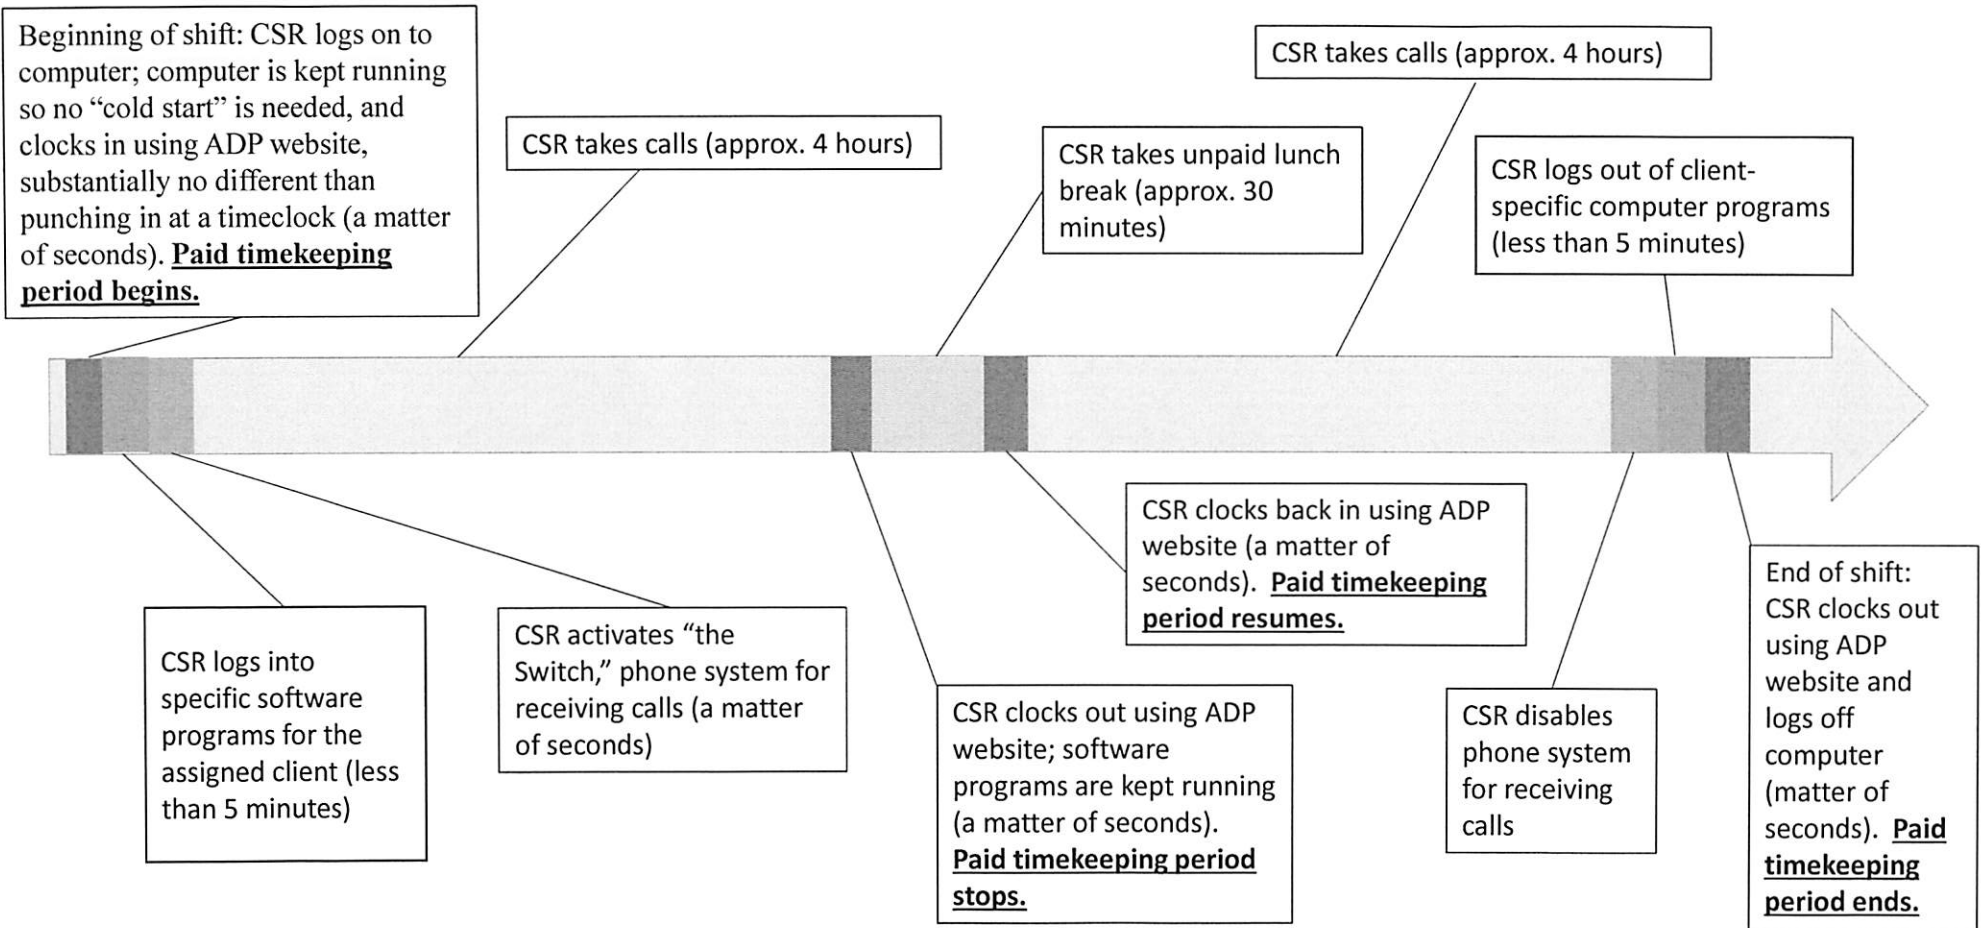 Beginning of shift: CSR logs on to
computer; computer is kept running
so no “cold start” is needed, and
clocks in using ADP website,
substantially no different than
punching in at a timeclock (a matter
of seconds). Paid timekeeping
period begins.
CSR takes calls (approx. 4 hours)
CSR takes unpaid lunch
break (approx. 30
minutes)
CSR takes calls (approx. 4 hours)
CSR logs out of client-
specific computer programs
(less than 5 minutes)
CSR logs into
specific software
programs for the
assigned client (less
than 5 minutes)
CSR activates “the
Switch,” phone system for
receiving calls (a matter
of seconds)
CSR clocks out using ADP
website; software
programs are kept running
(a matter of seconds).
Paid timekeeping period
stops.
CSR clocks back in using ADP
website (a matter of
seconds). Paid timekeeping
period resumes.
CSR disables
phone system
for receiving
calls
End of shift:
CSR clocks out
using ADP
website and
logs off
computer
(matter of
seconds). Paid
timekeeping
period ends.